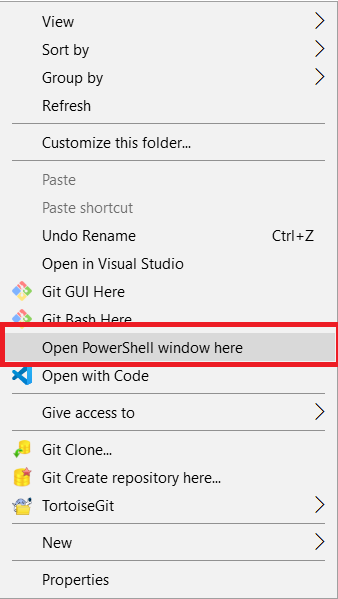 View
Sort by
Group by
Refresh
Customize this folder...
Paste
Paste shortcut
Undo Rename Ctrl+Z
Open in Visual Studio
Git GUI Here
Git Bash Here
Open PowerShell window here
Open with Code
Give access to
Git Clone...
Git Create repository here...
TortoiseGit
New
Properties